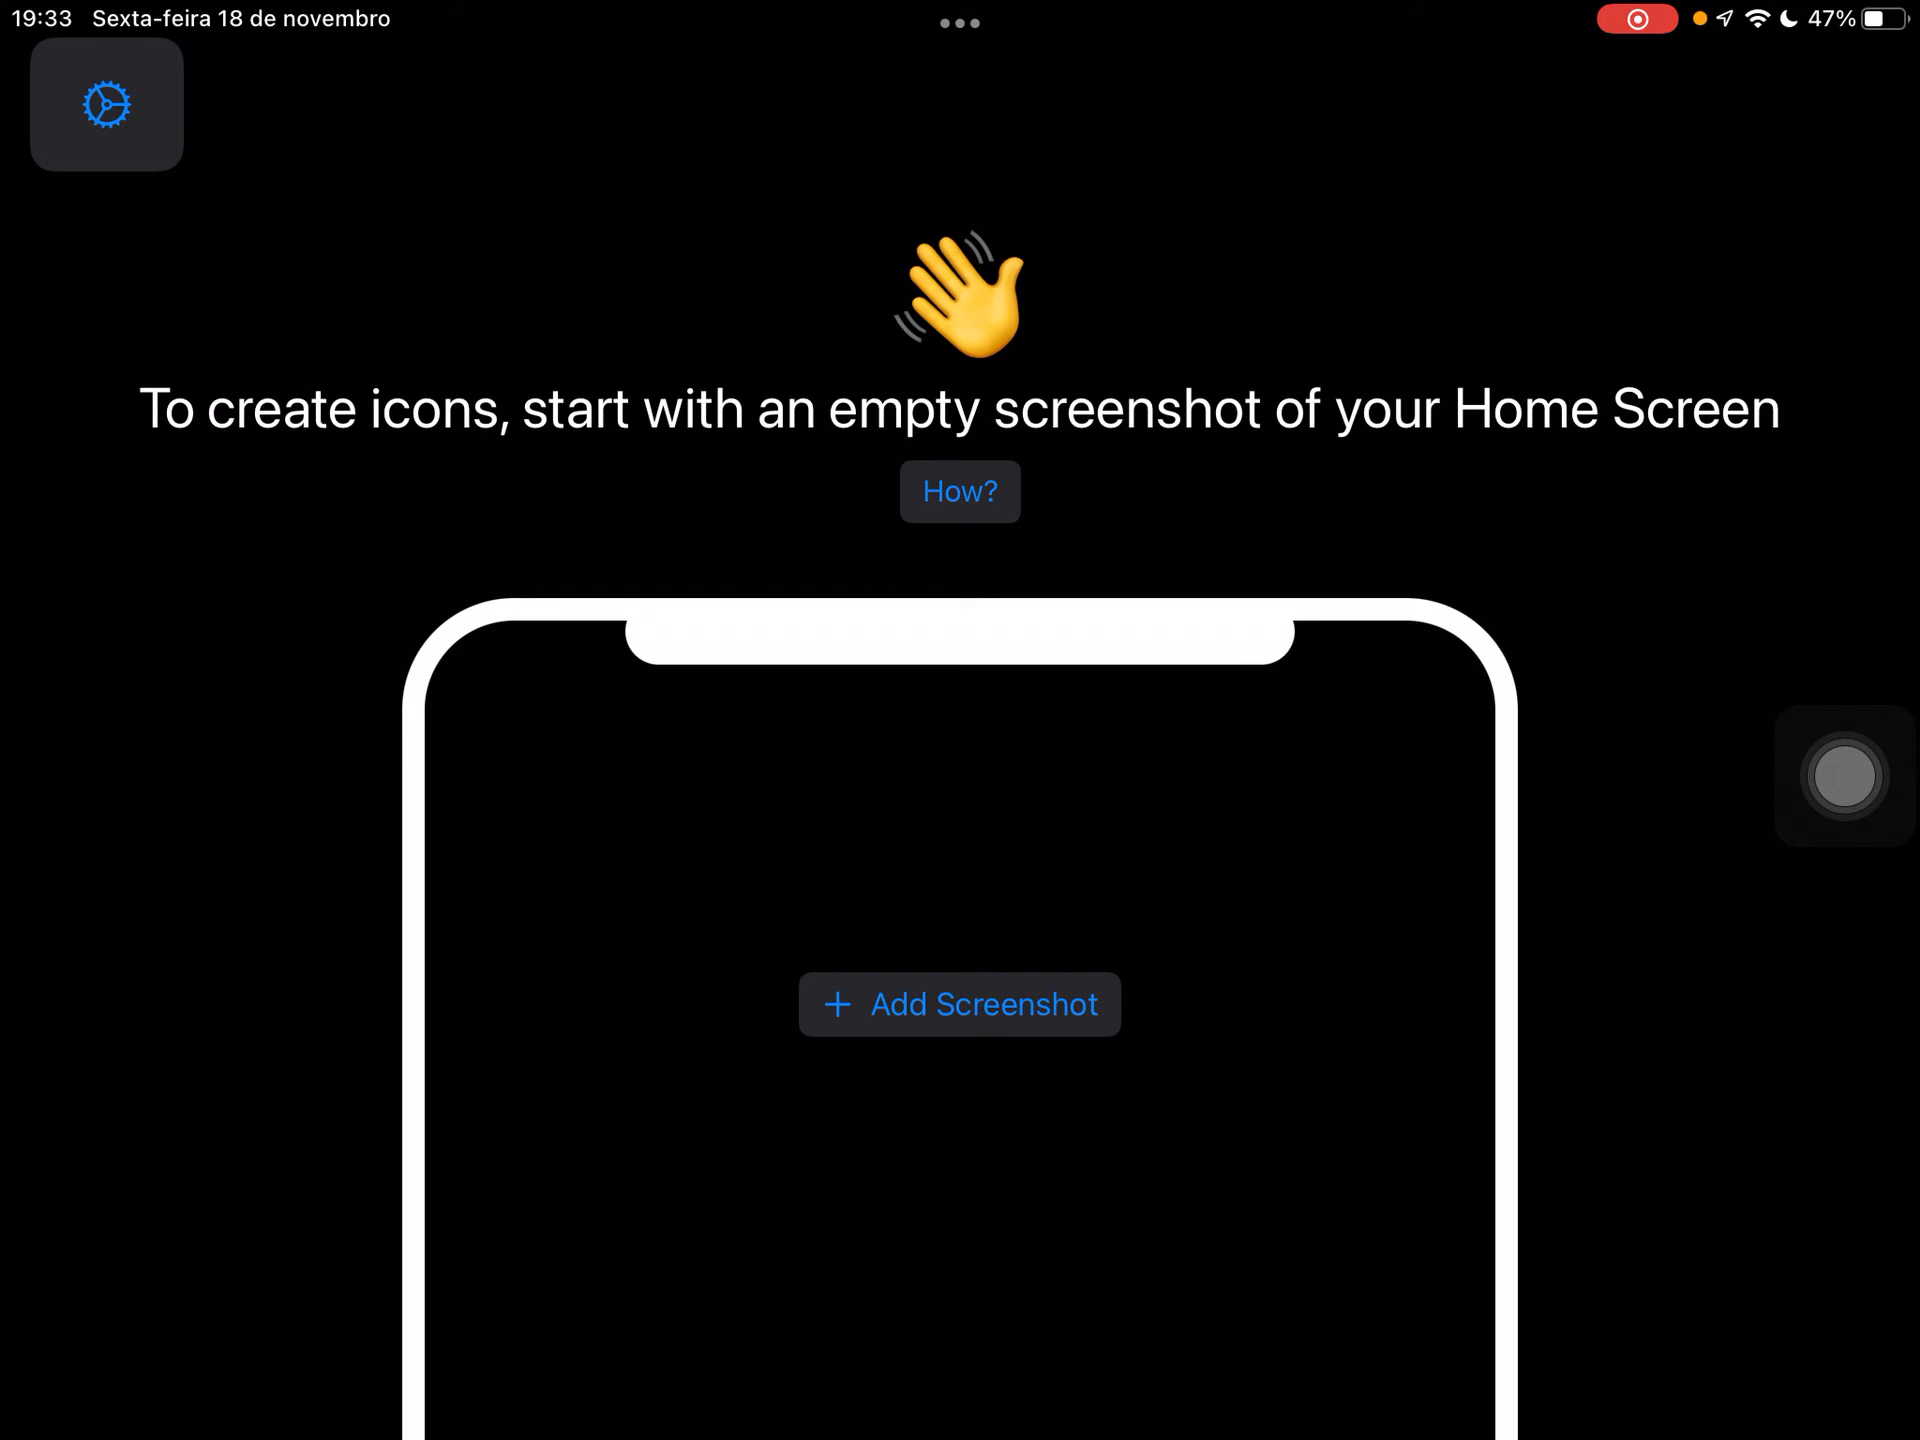 19:33 Sexta-feira 18 de novembro
47%
To create icons, start with an empty screenshot of your Home Screen
How?
+ Add Screenshot